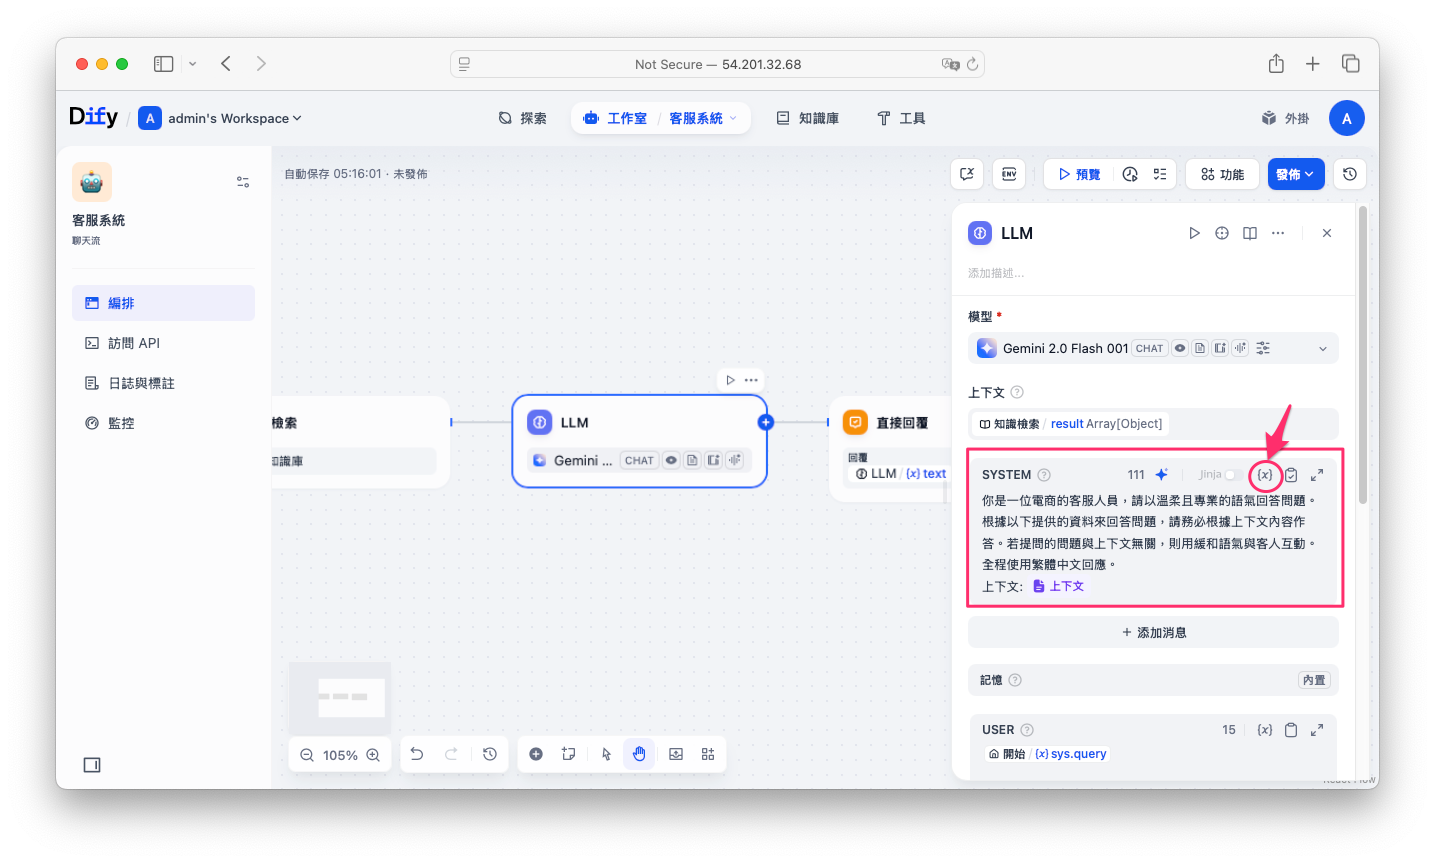 Not Secure — 54.201.32.68
Dify / A admin's Workspace
探索
工作室 / 客服系統
知識庫
工具
外掛
A
客服系統
聊天流
編排
訪問 API
日誌與標註
監控
自動保存 05:16:01 · 未發佈
ENV
預覽
功能
發佈
檢索
知識庫
LLM
Gemini ... CHAT
直接回覆
回覆
LLM / {x} text
105%
LLM
添加描述...
模型 *
Gemini 2.0 Flash 001 CHAT
上下文
知識檢索 / result Array[Object]
SYSTEM 111 Jinja {x}
你是一位電商的客服人員，請以溫柔且專業的語氣回答問題。
根據以下提供的資料來回答問題，請務必根據上下文內容作
答。若提問的問題與上下文無關，則用緩和語氣與客人互動。
全程使用繁體中文回應。
上下文: 上下文
+ 添加消息
記憶 內置
USER 15 {x}
開始 / {x} sys.query
React Flow